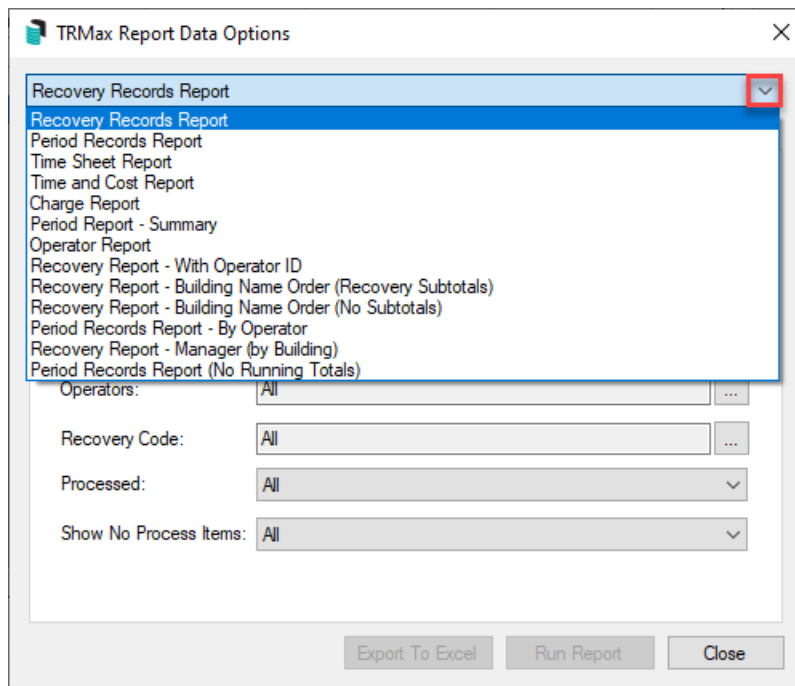 TRMax Report Data Options
Recovery Records Report
Recovery Records Report
Period Records Report
Time Sheet Report
Time and Cost Report
Charge Report
Period Report - Summary
Operator Report
Recovery Report - With Operator ID
Recovery Report - Building Name Order (Recovery Subtotals)
Recovery Report - Building Name Order (No Subtotals)
Period Records Report - By Operator
Recovery Report - Manager (by Building)
Period Records Report (No Running Totals)
Operators: All ...
Recovery Code: All ...
Processed: All
Show No Process Items: All
Export To Excel Run Report Close